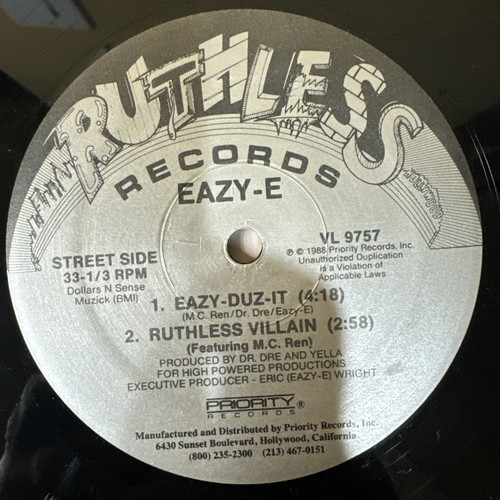 RUTHLESS
RECORDS
HOLLYWOOD
EAZY-E
STREET SIDE
33-1/3 RPM
Dollars N Sense
Muzick (BMI)
VL 9757
℗ © 1988 Priority Records, Inc.
Unauthorized Duplication
is a Violation of
Applicable Laws
1. EAZY-DUZ-IT (4:18)
(M.C. Ren/Dr. Dre/Eazy-E)
2. RUTHLESS VILLAIN (2:58)
(Featuring M.C. Ren)
PRODUCED BY DR. DRE AND YELLA
FOR HIGH POWERED PRODUCTIONS
EXECUTIVE PRODUCER - ERIC (EAZY-E) WRIGHT
PRIORITY ®
RECORDS
Manufactured and Distributed by Priority Records, Inc.
6430 Sunset Boulevard, Hollywood, California
(800) 235-2300 (213) 467-0151